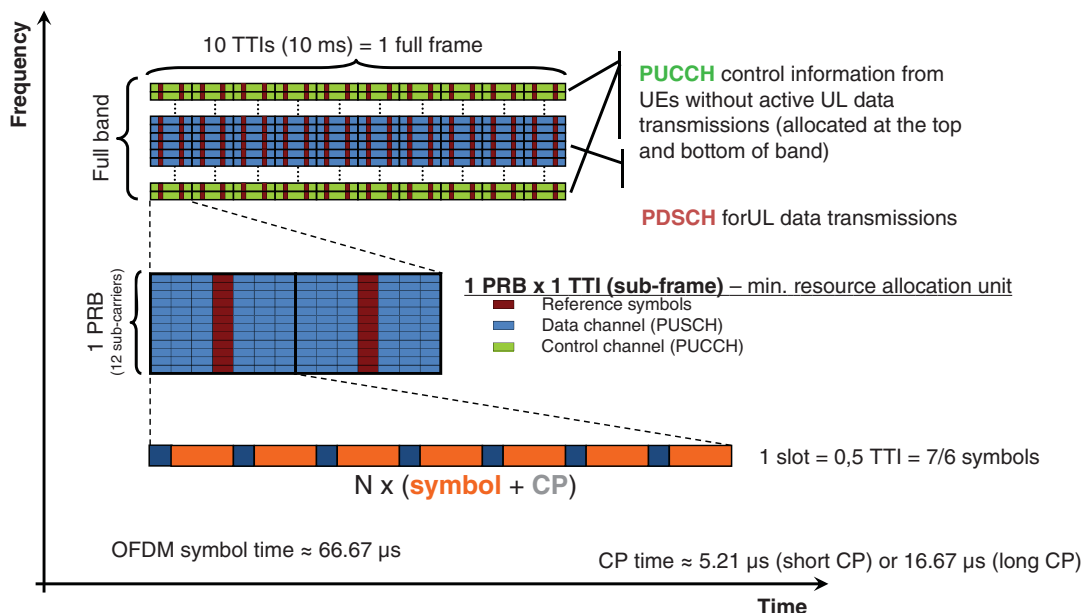 Frequency
10 TTIs (10 ms) = 1 full frame
Full band
PUCCH control information from
UEs without active UL data
transmissions (allocated at the top
and bottom of band)
PDSCH forUL data transmissions
1 PRB
(12 sub-carriers)
1 PRB x 1 TTI (sub-frame) – min. resource allocation unit
Reference symbols
Data channel (PUSCH)
Control channel (PUCCH)
1 slot = 0,5 TTI = 7/6 symbols
N x (symbol + CP)
OFDM symbol time ≈ 66.67 µs
CP time ≈ 5.21 µs (short CP) or 16.67 µs (long CP)
Time